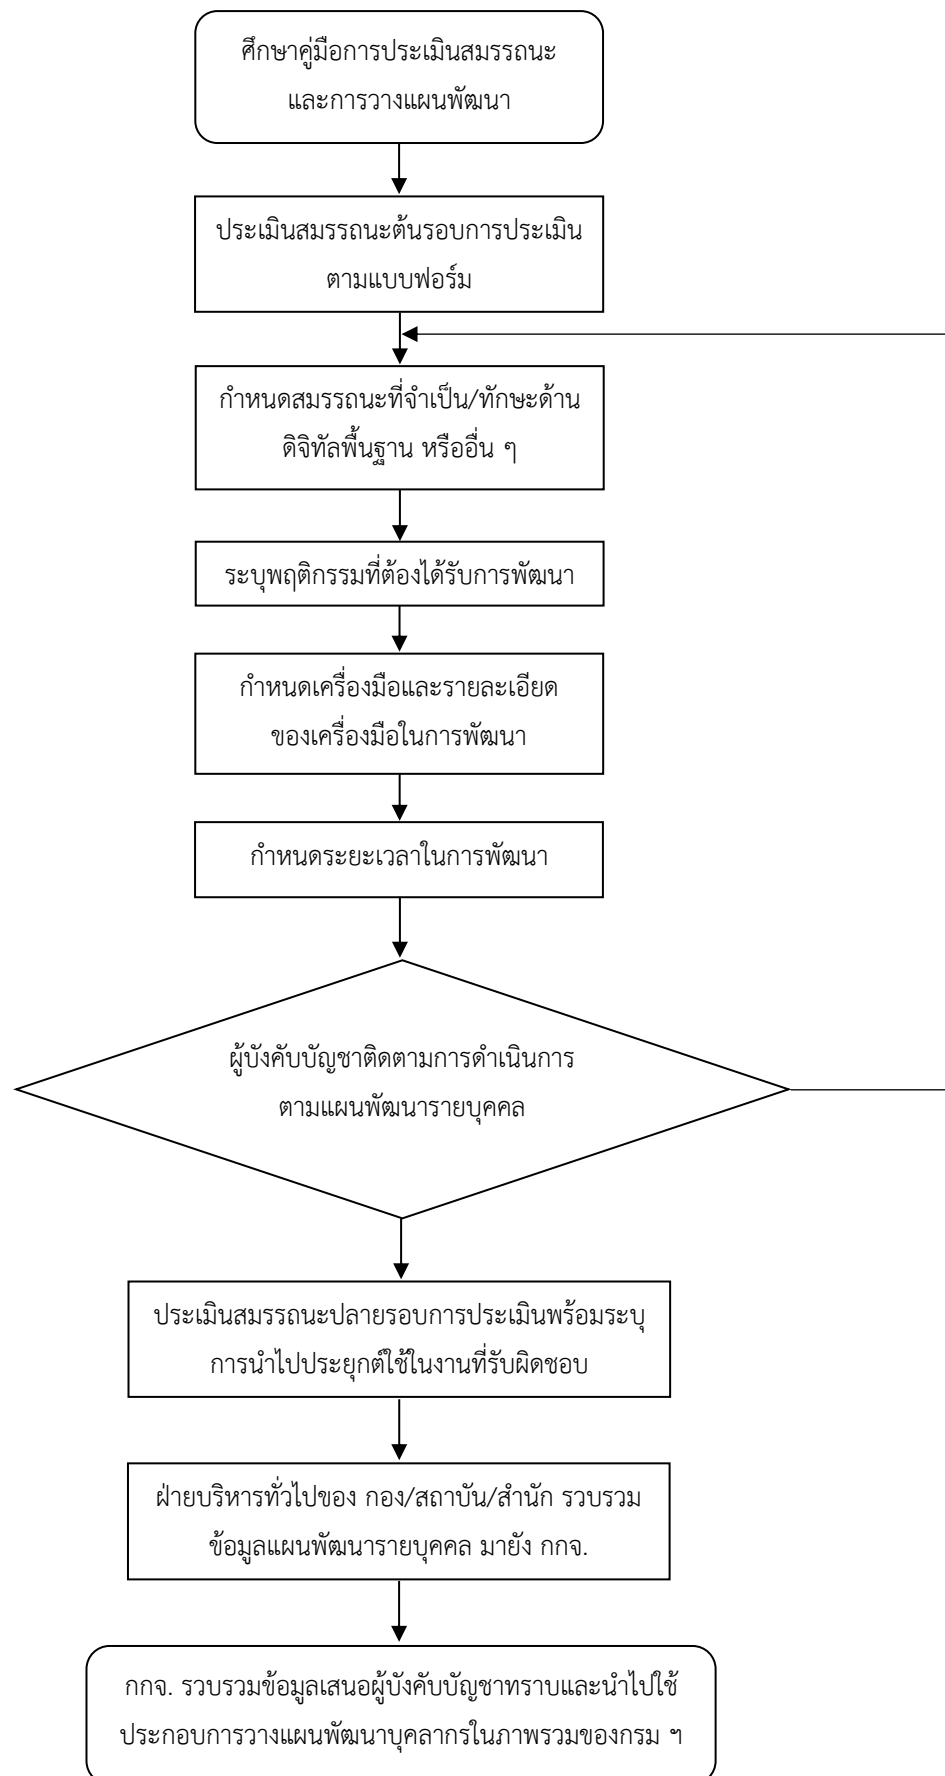 ศึกษาคู่มือการประเมินสมรรถนะ
และการวางแผนพัฒนา
ประเมินสมรรถนะต้นรอบการประเมิน
ตามแบบฟอร์ม
กำหนดสมรรถนะที่จำเป็น/ทักษะด้าน
ดิจิทัลพื้นฐาน หรืออื่น ๆ
ระบุพฤติกรรมที่ต้องได้รับการพัฒนา
กำหนดเครื่องมือและรายละเอียด
ของเครื่องมือในการพัฒนา
กำหนดระยะเวลาในการพัฒนา
ผู้บังคับบัญชาติดตามการดำเนินการ
ตามแผนพัฒนารายบุคคล
ประเมินสมรรถนะปลายรอบการประเมินพร้อมระบุ
การนำไปประยุกต์ใช้ในงานที่รับผิดชอบ
ฝ่ายบริหารทั่วไปของ กอง/สถาบัน/สำนัก รวบรวม
ข้อมูลแผนพัฒนารายบุคคล มายัง กกจ.
กกจ. รวบรวมข้อมูลเสนอผู้บังคับบัญชาทราบและนำไปใช้
ประกอบการวางแผนพัฒนาบุคลากรในภาพรวมของกรม ฯ